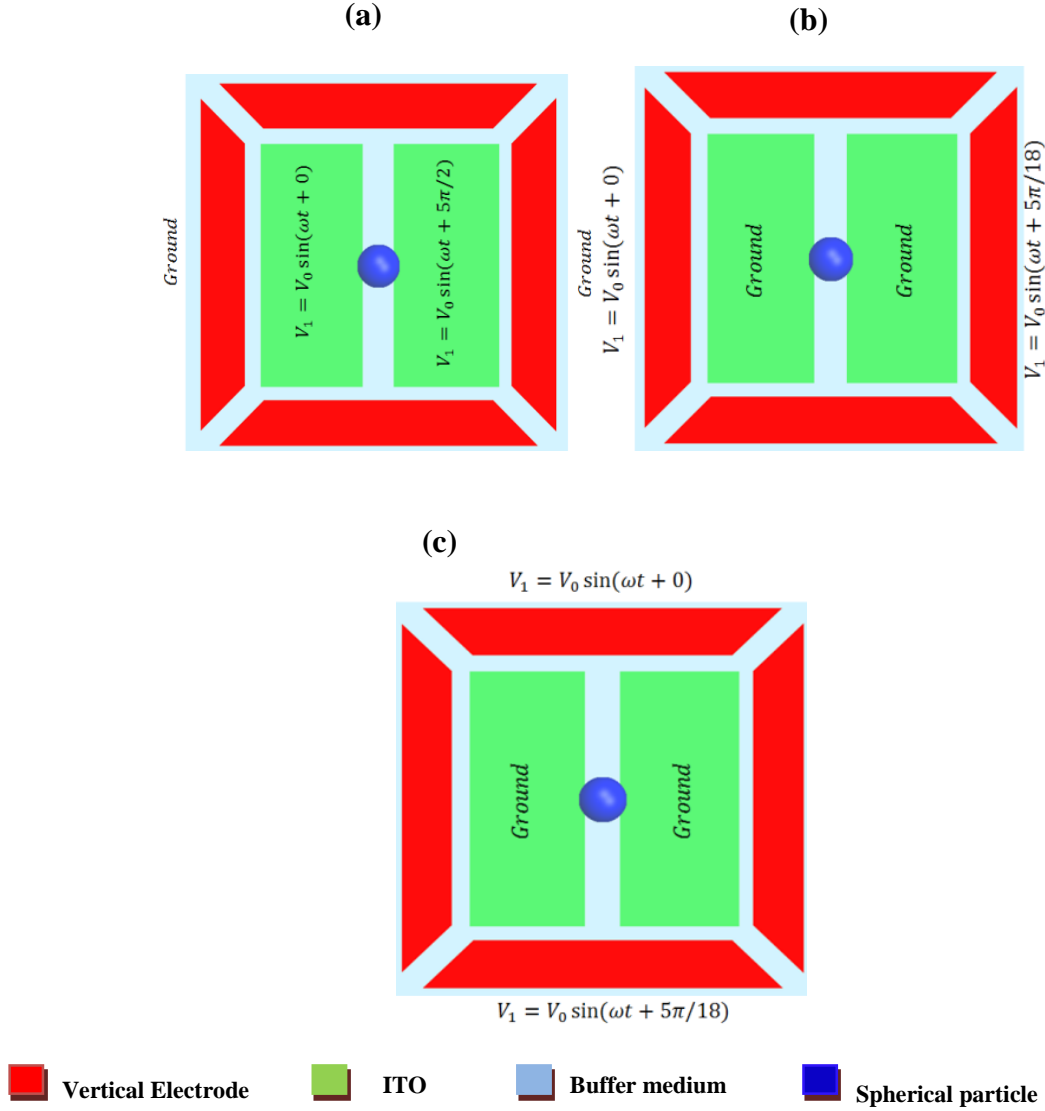 (a)
(b)
Ground
V₁ = V₀ sin(ωt + 0)
V₁ = V₀ sin(ωt + 5π/2)
Ground
V₁ = V₀ sin(ωt + 0)
Ground
Ground
V₁ = V₀ sin(ωt + 5π/18)
(c)
V₁ = V₀ sin(ωt + 0)
Ground
Ground
V₁ = V₀ sin(ωt + 5π/18)
Vertical Electrode
ITO
Buffer medium
Spherical particle